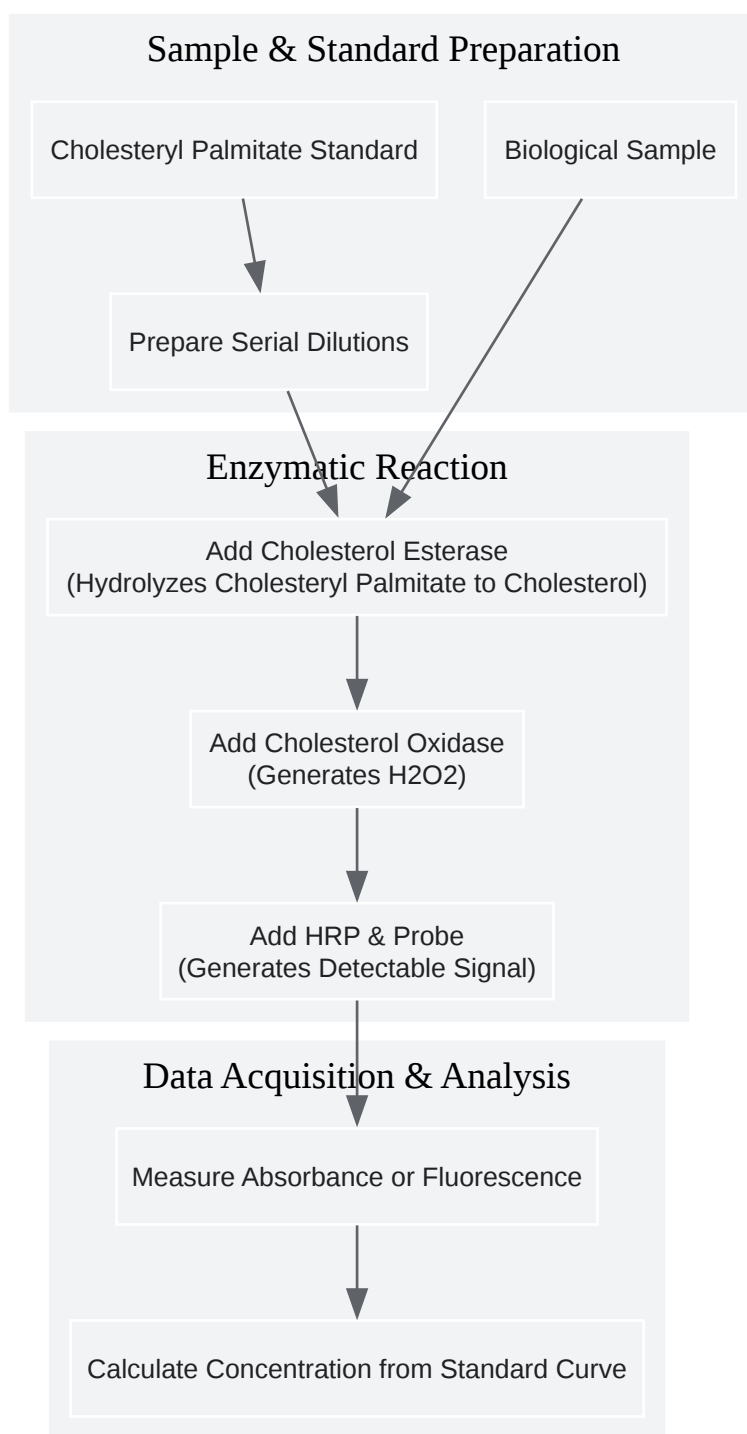 Sample & Standard Preparation
Cholesteryl Palmitate Standard
Biological Sample
Prepare Serial Dilutions
Enzymatic Reaction
Add Cholesterol Esterase
(Hydrolyzes Cholesteryl Palmitate to Cholesterol)
Add Cholesterol Oxidase
(Generates H2O2)
Add HRP & Probe
(Generates Detectable Signal)
Data Acquisition & Analysis
Measure Absorbance or Fluorescence
Calculate Concentration from Standard Curve